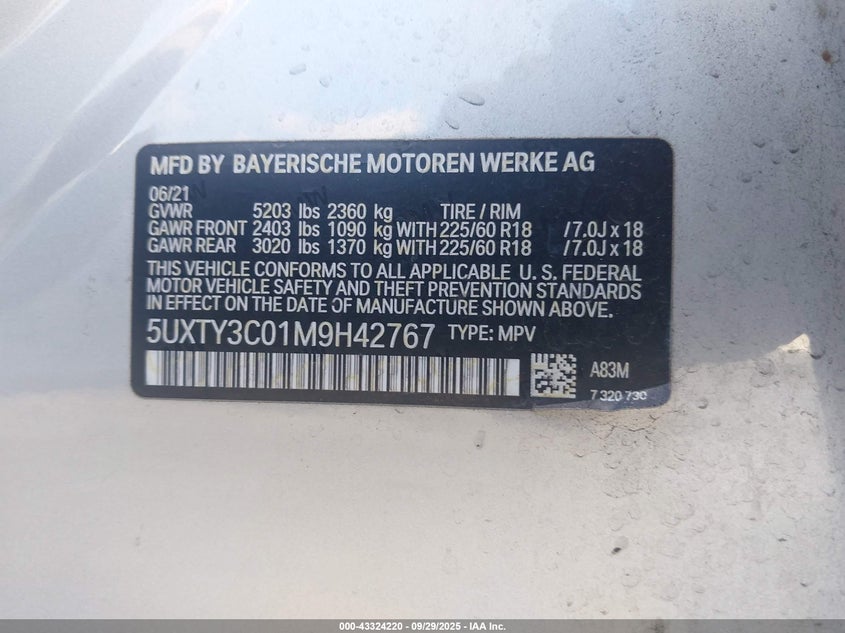 MFD BY BAYERISCHE MOTOREN WERKE AG
06/21
GVWR 5203 lbs 2360 kg TIRE / RIM
GAWR FRONT 2403 lbs 1090 kg WITH 225/60 R18 / 7.0J x 18
GAWR REAR 3020 lbs 1370 kg WITH 225/60 R18 / 7.0J x 18
THIS VEHICLE CONFORMS TO ALL APPLICABLE U. S. FEDERAL
MOTOR VEHICLE SAFETY AND THEFT PREVENTION STANDARDS
IN EFFECT ON THE DATE OF MANUFACTURE SHOWN ABOVE.
5UXTY3C01M9H42767 TYPE: MPV
A83M
7 320 730
000-43324220 - 09/29/2025 - IAA Inc.